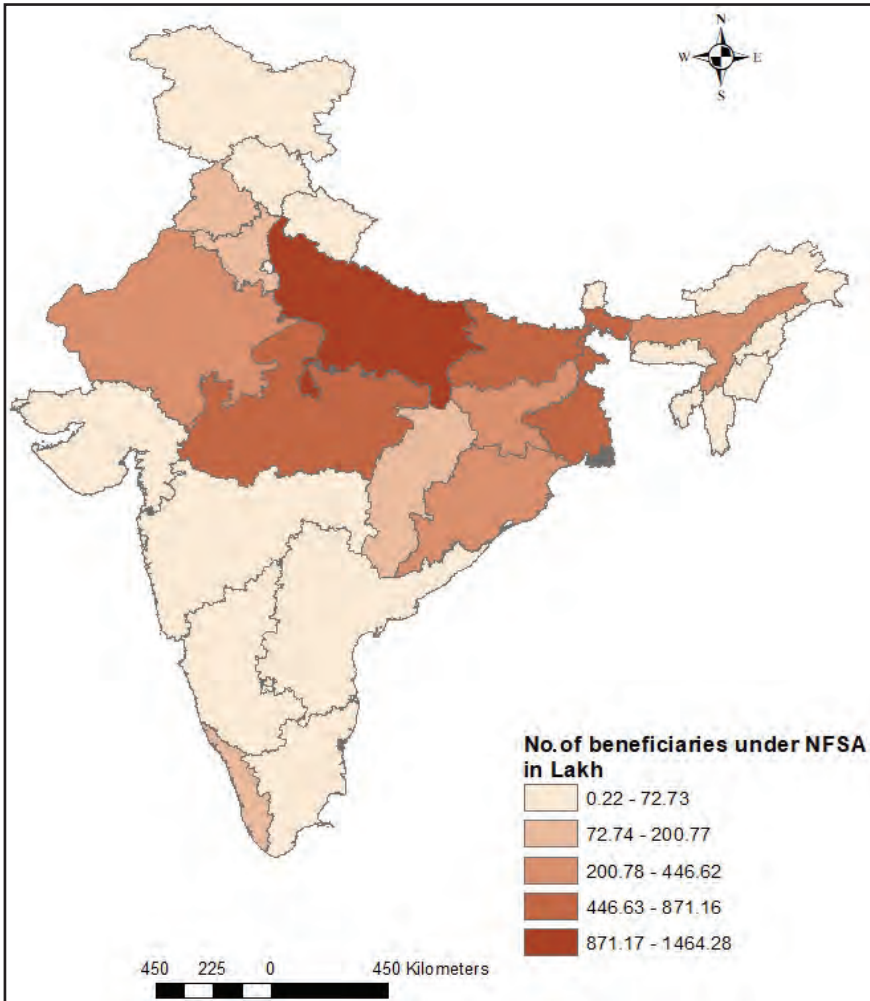 N
W E
S
No. of beneficiaries under NFSA
in Lakh
0.22 - 72.73
72.74 - 200.77
200.78 - 446.62
446.63 - 871.16
871.17 - 1464.28
450 225 0 450 Kilometers